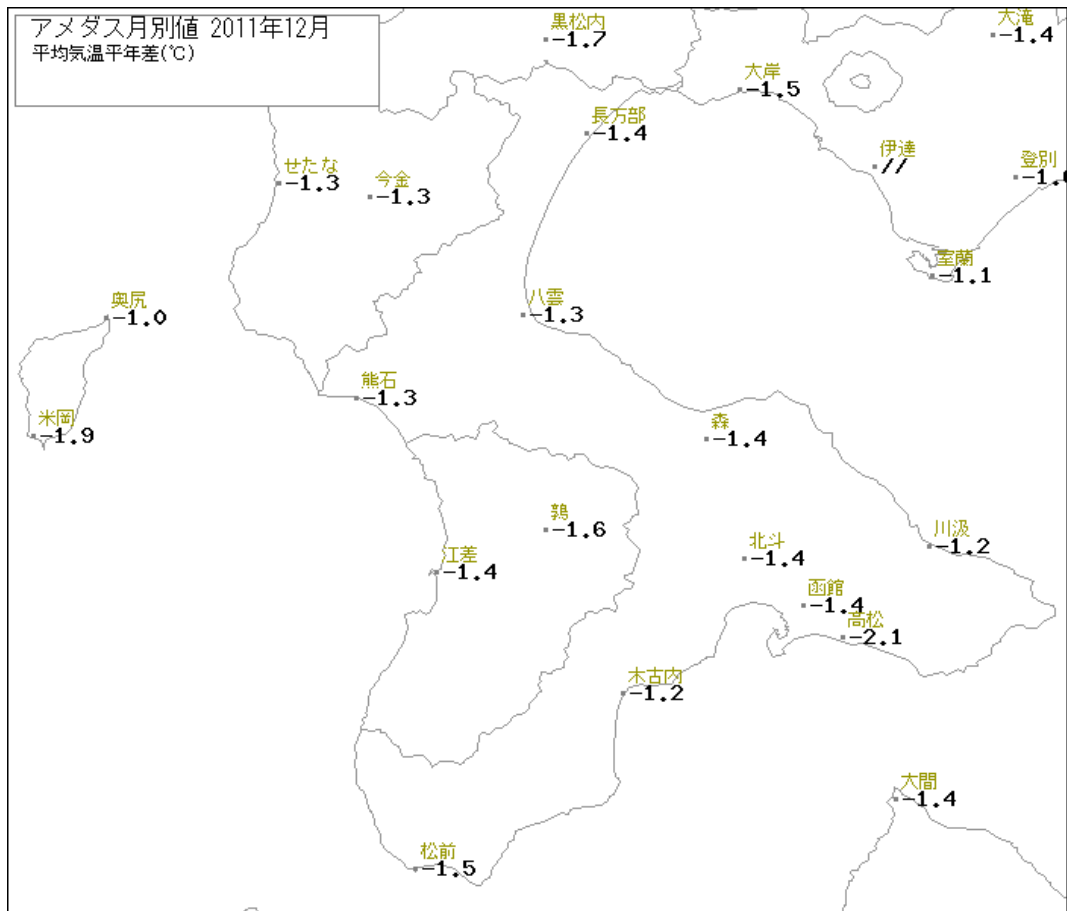 アメダス月別値 2011年12月
平均気温平年差(℃)
黒松内
-1.7
大滝
-1.4
大岸
-1.5
長万部
-1.4
伊達
//
登別
せたな
-1.3
今金
-1.3
室蘭
-1.1
奥尻
-1.0
八雲
-1.3
熊石
-1.3
米岡
-1.9
森
-1.4
鶉
-1.6
川汲
-1.2
北斗
-1.4
江差
-1.4
函館
-1.4
高松
-2.1
木古内
-1.2
大間
-1.4
松前
-1.5